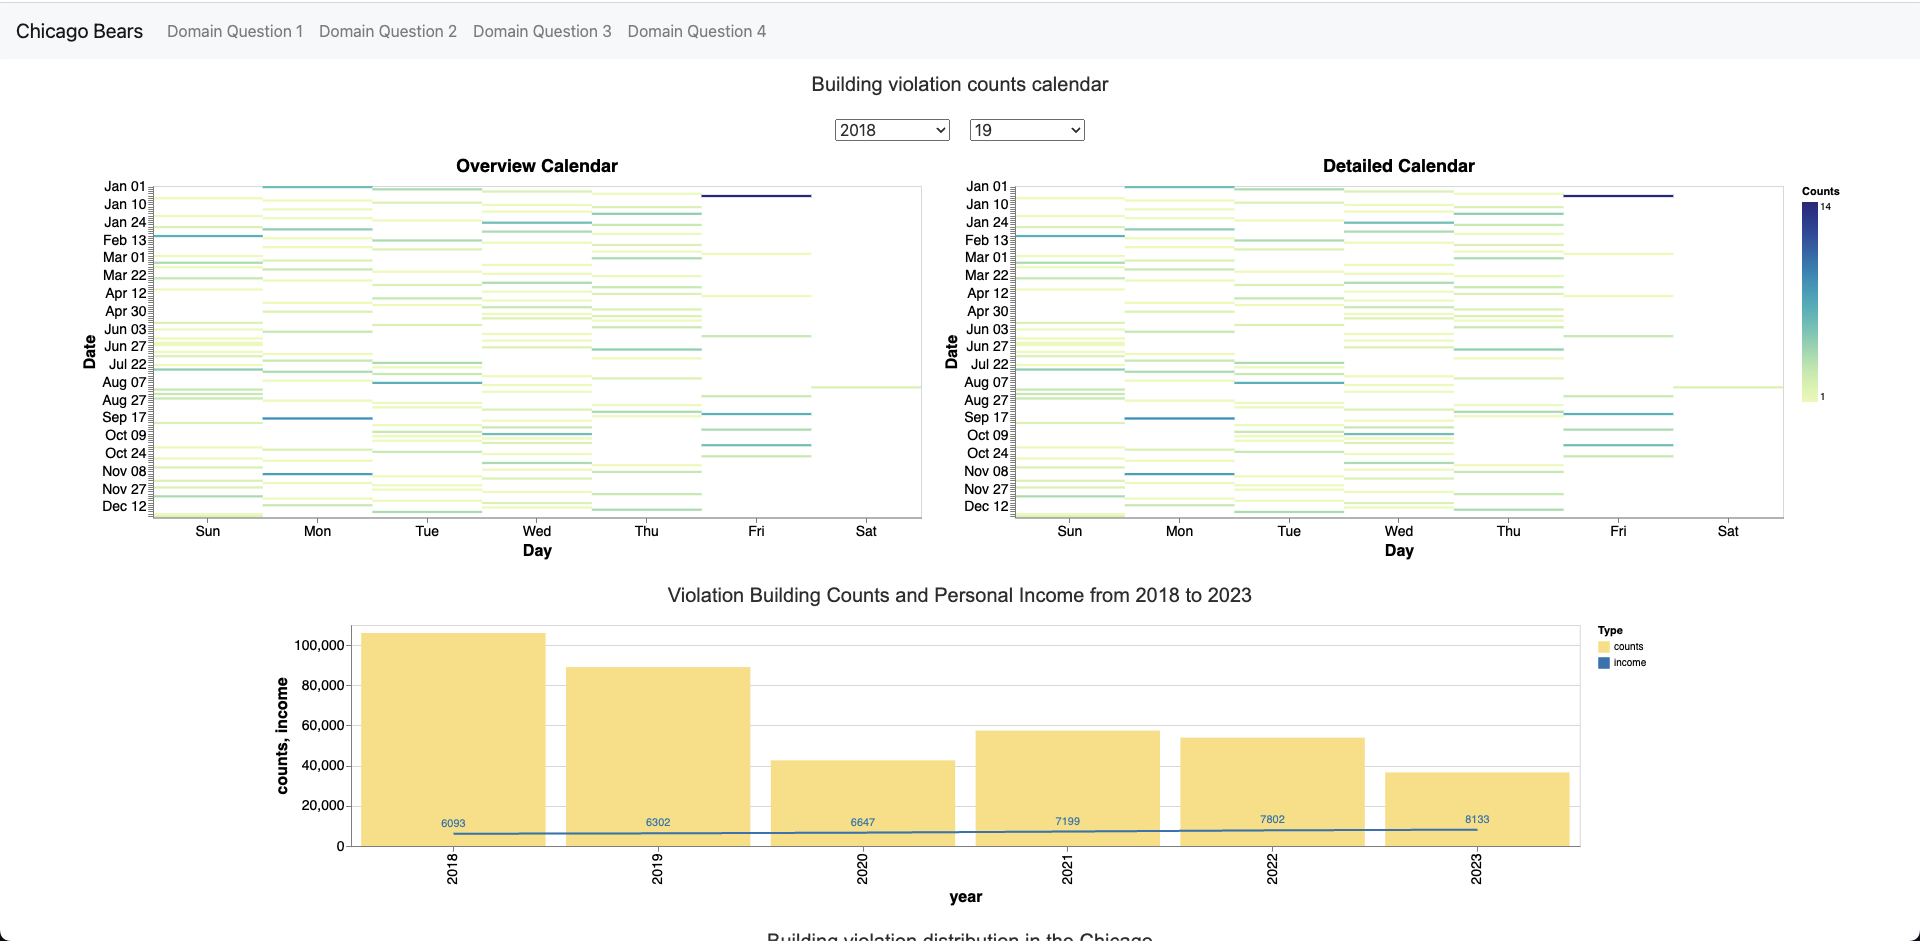 Chicago Bears Domain Question 1 Domain Question 2 Domain Question 3 Domain Question 4
Building violation counts calendar
2018 19
Overview Calendar
Date
Jan 01
Jan 10
Jan 24
Feb 13
Mar 01
Mar 22
Apr 12
Apr 30
Jun 03
Jun 27
Jul 22
Aug 07
Aug 27
Sep 17
Oct 09
Oct 24
Nov 08
Nov 27
Dec 12
Sun Mon Tue Wed Thu Fri Sat
Day
Detailed Calendar
Date
Jan 01
Jan 10
Jan 24
Feb 13
Mar 01
Mar 22
Apr 12
Apr 30
Jun 03
Jun 27
Jul 22
Aug 07
Aug 27
Sep 17
Oct 09
Oct 24
Nov 08
Nov 27
Dec 12
Sun Mon Tue Wed Thu Fri Sat
Day
Counts
14
1
Violation Building Counts and Personal Income from 2018 to 2023
counts, income
100,000
80,000
60,000
40,000
20,000
0
6093 6302 6647 7199 7802 8133
2018 2019 2020 2021 2022 2023
year
Type
counts
income
Building violation distribution in the Chicago